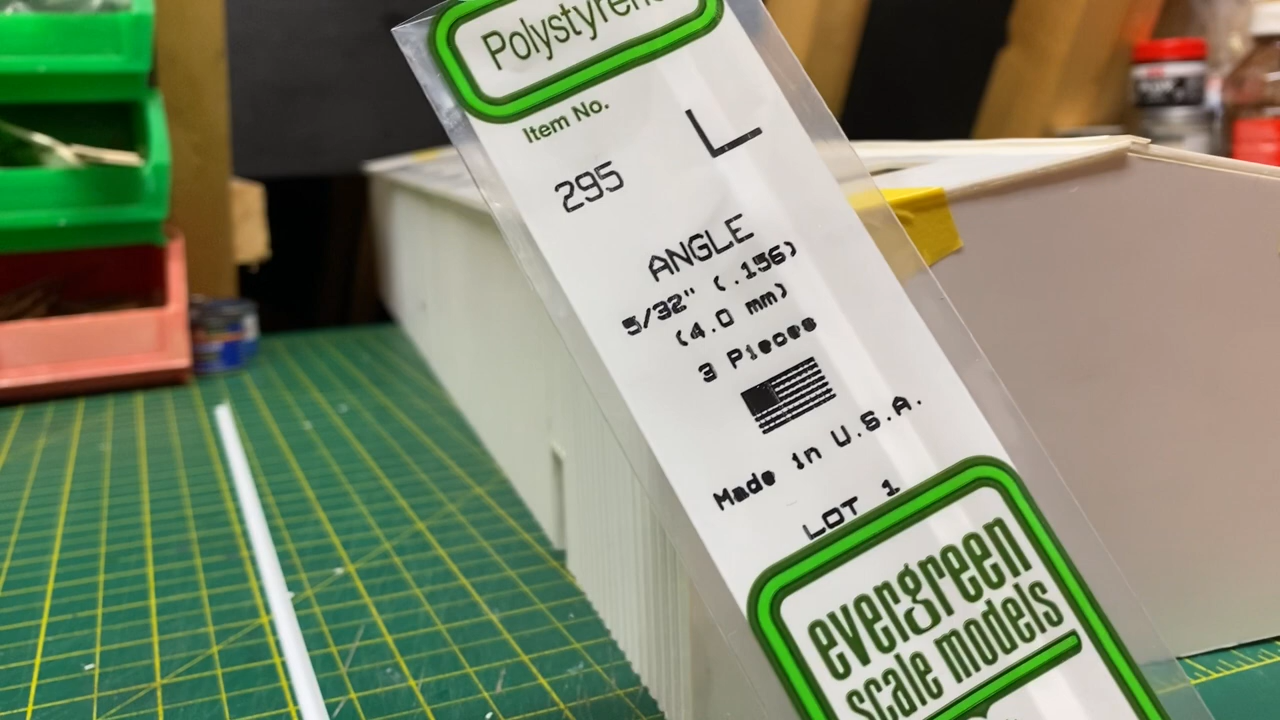 Polystyrene
Item No.
295
L
ANGLE
5/32" (.156)
(4.0 mm)
3 Pieces
Made in U.S.A.
LOT 1
evergreen
scale models